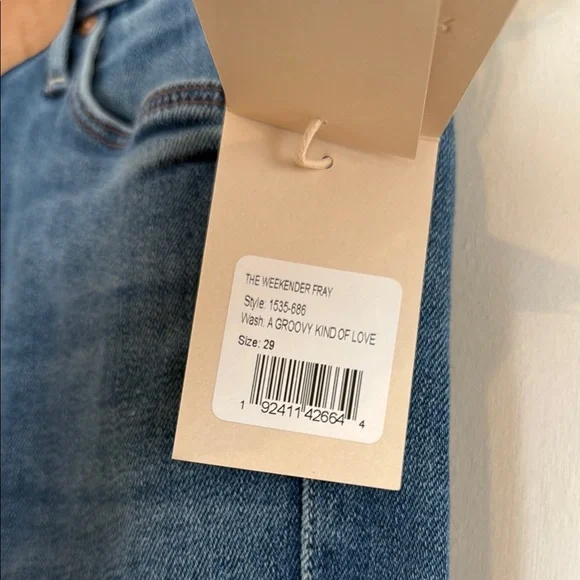 THE WEEKENDER FRAY
Style: 1535-686
Wash: A GROOVY KIND OF LOVE
Size: 29
1 92411 42664 4